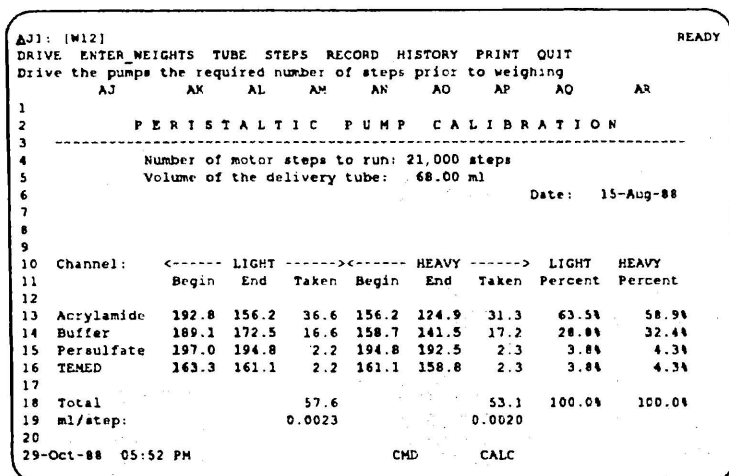 AJ1: [W12] READY
DRIVE ENTER_WEIGHTS TUBE STEPS RECORD HISTORY PRINT QUIT
Drive the pumps the required number of steps prior to weighing
AJ AK AL AM AN AO AP AQ AR
1
2 P E R I S T A L T I C P U M P C A L I B R A T I O N
3 ------------------------------------------------------------
4 Number of motor steps to run: 21,000 steps
5 Volume of the delivery tube: 68.00 ml
6 Date: 15-Aug-88
7
8
9
10 Channel: <------ LIGHT ------><------ HEAVY ------> LIGHT HEAVY
11 Begin End Taken Begin End Taken Percent Percent
12
13 Acrylamide 192.8 156.2 36.6 156.2 124.9 31.3 63.5% 58.9%
14 Buffer 189.1 172.5 16.6 158.7 141.5 17.2 28.8% 32.4%
15 Persulfate 197.0 194.8 2.2 194.8 192.5 2.3 3.8% 4.3%
16 TEMED 163.3 161.1 2.2 161.1 158.8 2.3 3.8% 4.3%
17
18 Total 57.6 53.1 100.0% 100.0%
19 ml/step: 0.0023 0.0020
20
29-Oct-88 05:52 PM CMD CALC